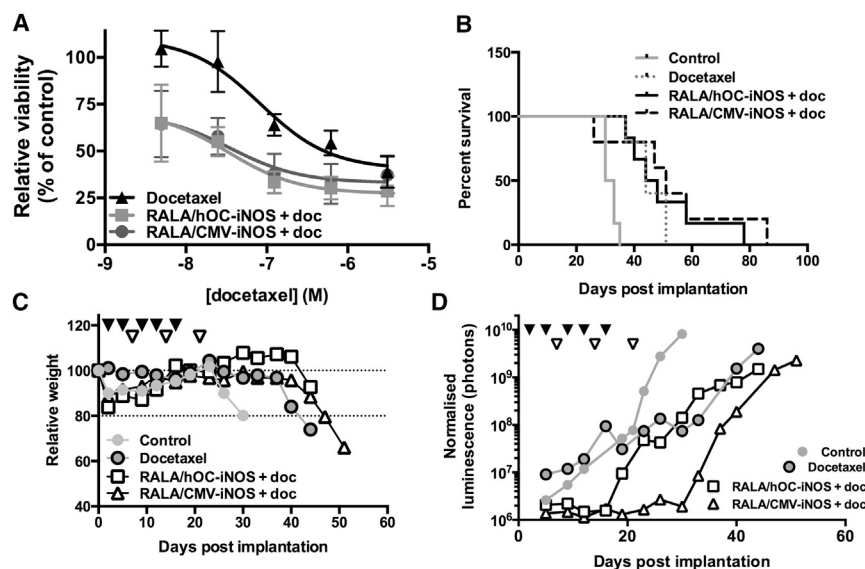 A
Relative viability
(% of control)
100
75
50
25
0
Docetaxel
RALA/hOC-iNOS + doc
RALA/CMV-iNOS + doc
-9
-8
-7
-6
-5
[docetaxel] (M)
B
Percent survival
150
100
50
0
Control
Docetaxel
RALA/hOC-iNOS + doc
RALA/CMV-iNOS + doc
0
20
40
60
80
100
Days post implantation
C
Relative weight
120
100
80
60
40
Control
Docetaxel
RALA/hOC-iNOS + doc
RALA/CMV-iNOS + doc
0
10
20
30
40
50
60
Days post implantation
D
Normalised
luminescence (photons)
10¹⁰
10⁹
10⁸
10⁷
10⁶
Control
Docetaxel
RALA/hOC-iNOS + doc
RALA/CMV-iNOS + doc
0
20
40
60
Days post implantation